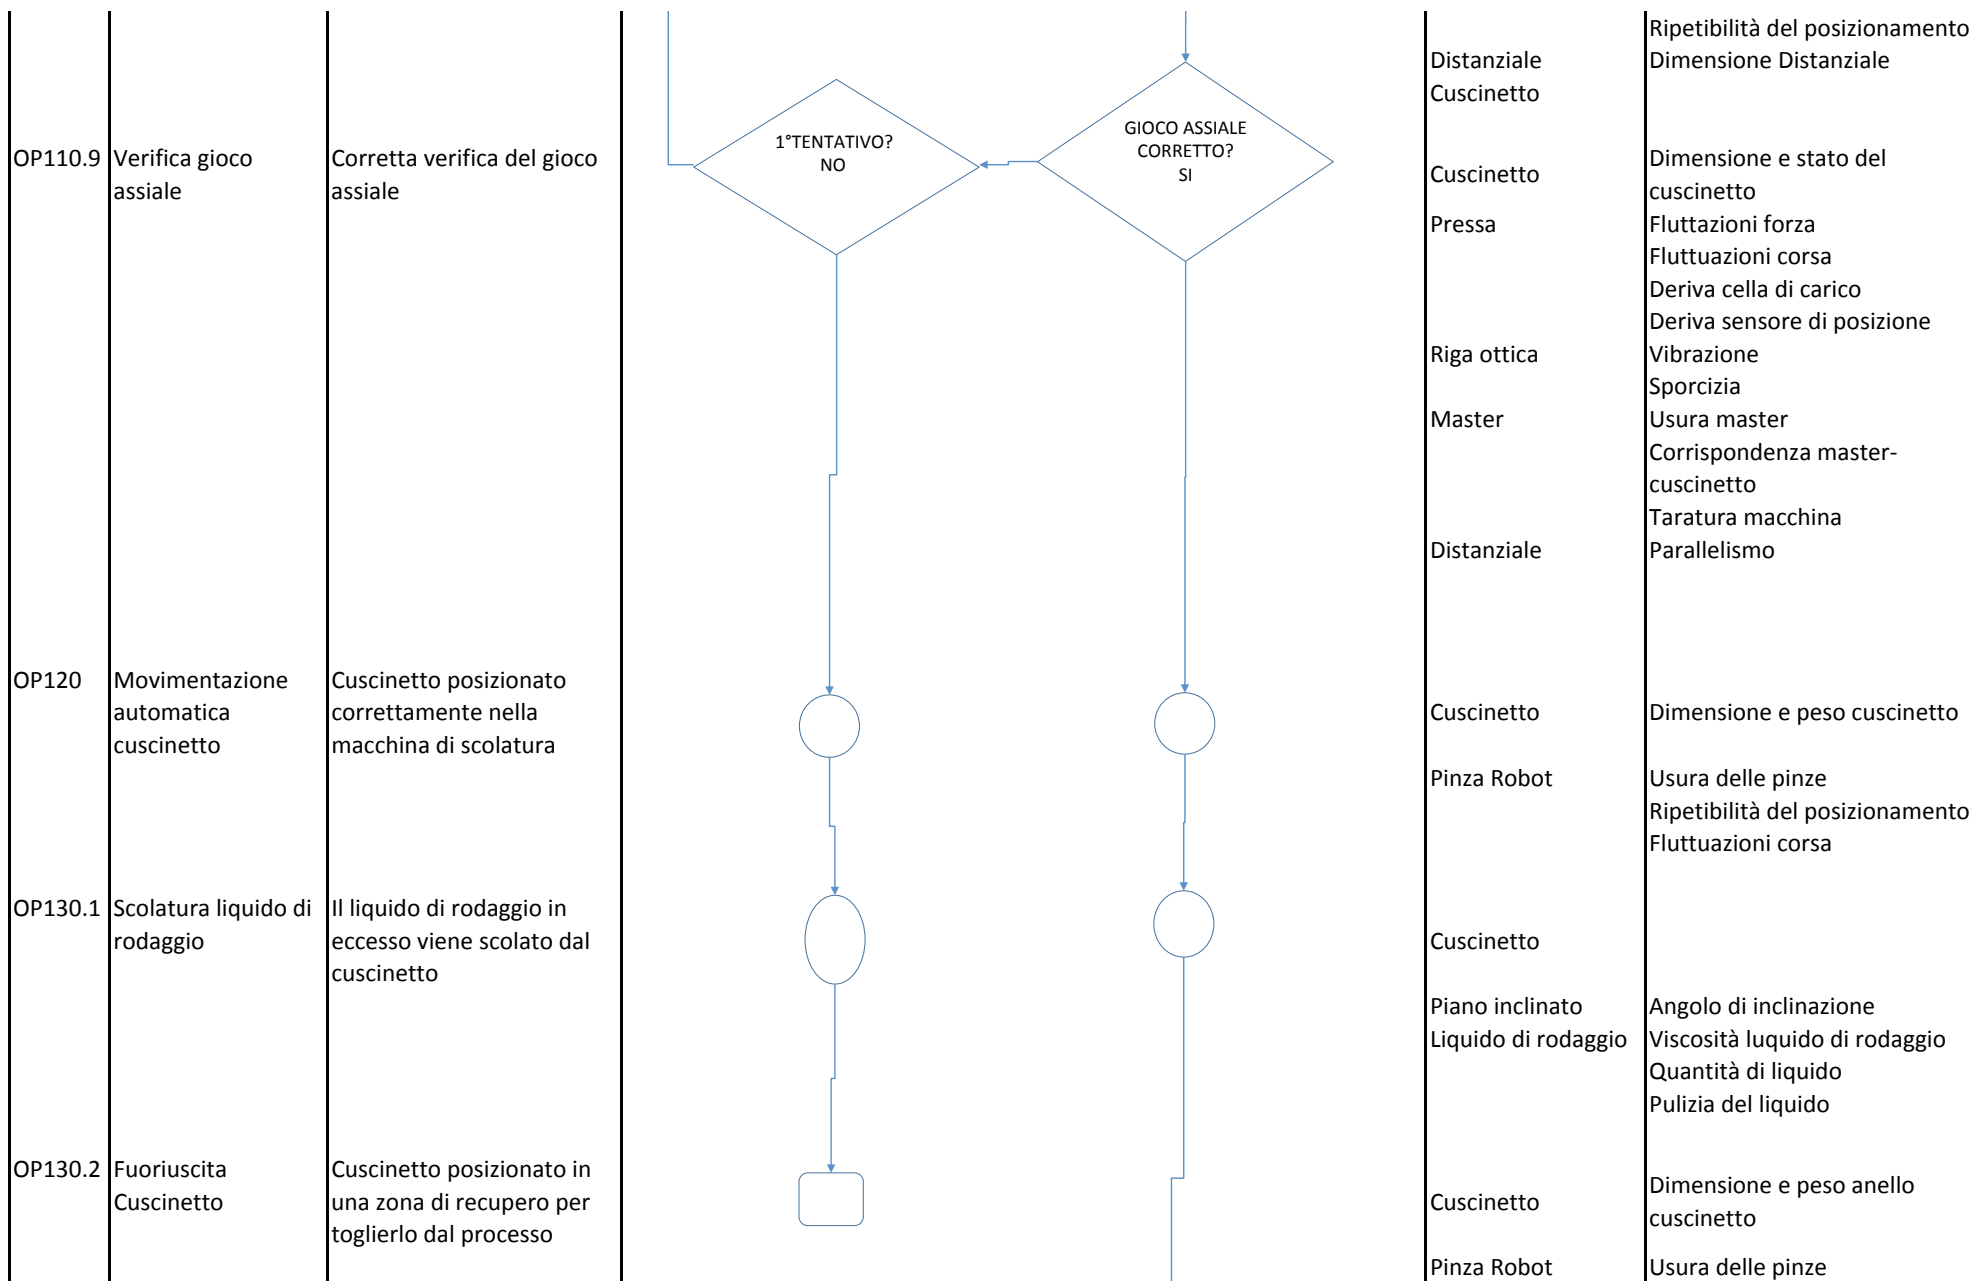 Ripetibilità del posizionamento
Distanziale
Dimensione Distanziale
Cuscinetto
OP110.9
Verifica gioco
assiale
Corretta verifica del gioco
assiale
1°TENTATIVO?
NO
GIOCO ASSIALE
CORRETTO?
SI
Cuscinetto
Dimensione e stato del
cuscinetto
Pressa
Fluttazioni forza
Fluttuazioni corsa
Deriva cella di carico
Deriva sensore di posizione
Riga ottica
Vibrazione
Sporcizia
Master
Usura master
Corrispondenza master-
cuscinetto
Taratura macchina
Distanziale
Parallelismo
OP120
Movimentazione
automatica
cuscinetto
Cuscinetto posizionato
correttamente nella
macchina di scolatura
Cuscinetto
Dimensione e peso cuscinetto
Pinza Robot
Usura delle pinze
Ripetibilità del posizionamento
Fluttuazioni corsa
OP130.1
Scolatura liquido di
rodaggio
Il liquido di rodaggio in
eccesso viene scolato dal
cuscinetto
Cuscinetto
Piano inclinato
Angolo di inclinazione
Liquido di rodaggio
Viscosità luquido di rodaggio
Quantità di liquido
Pulizia del liquido
OP130.2
Fuoriuscita
Cuscinetto
Cuscinetto posizionato in
una zona di recupero per
toglierlo dal processo
Cuscinetto
Dimensione e peso anello
cuscinetto
Pinza Robot
Usura delle pinze